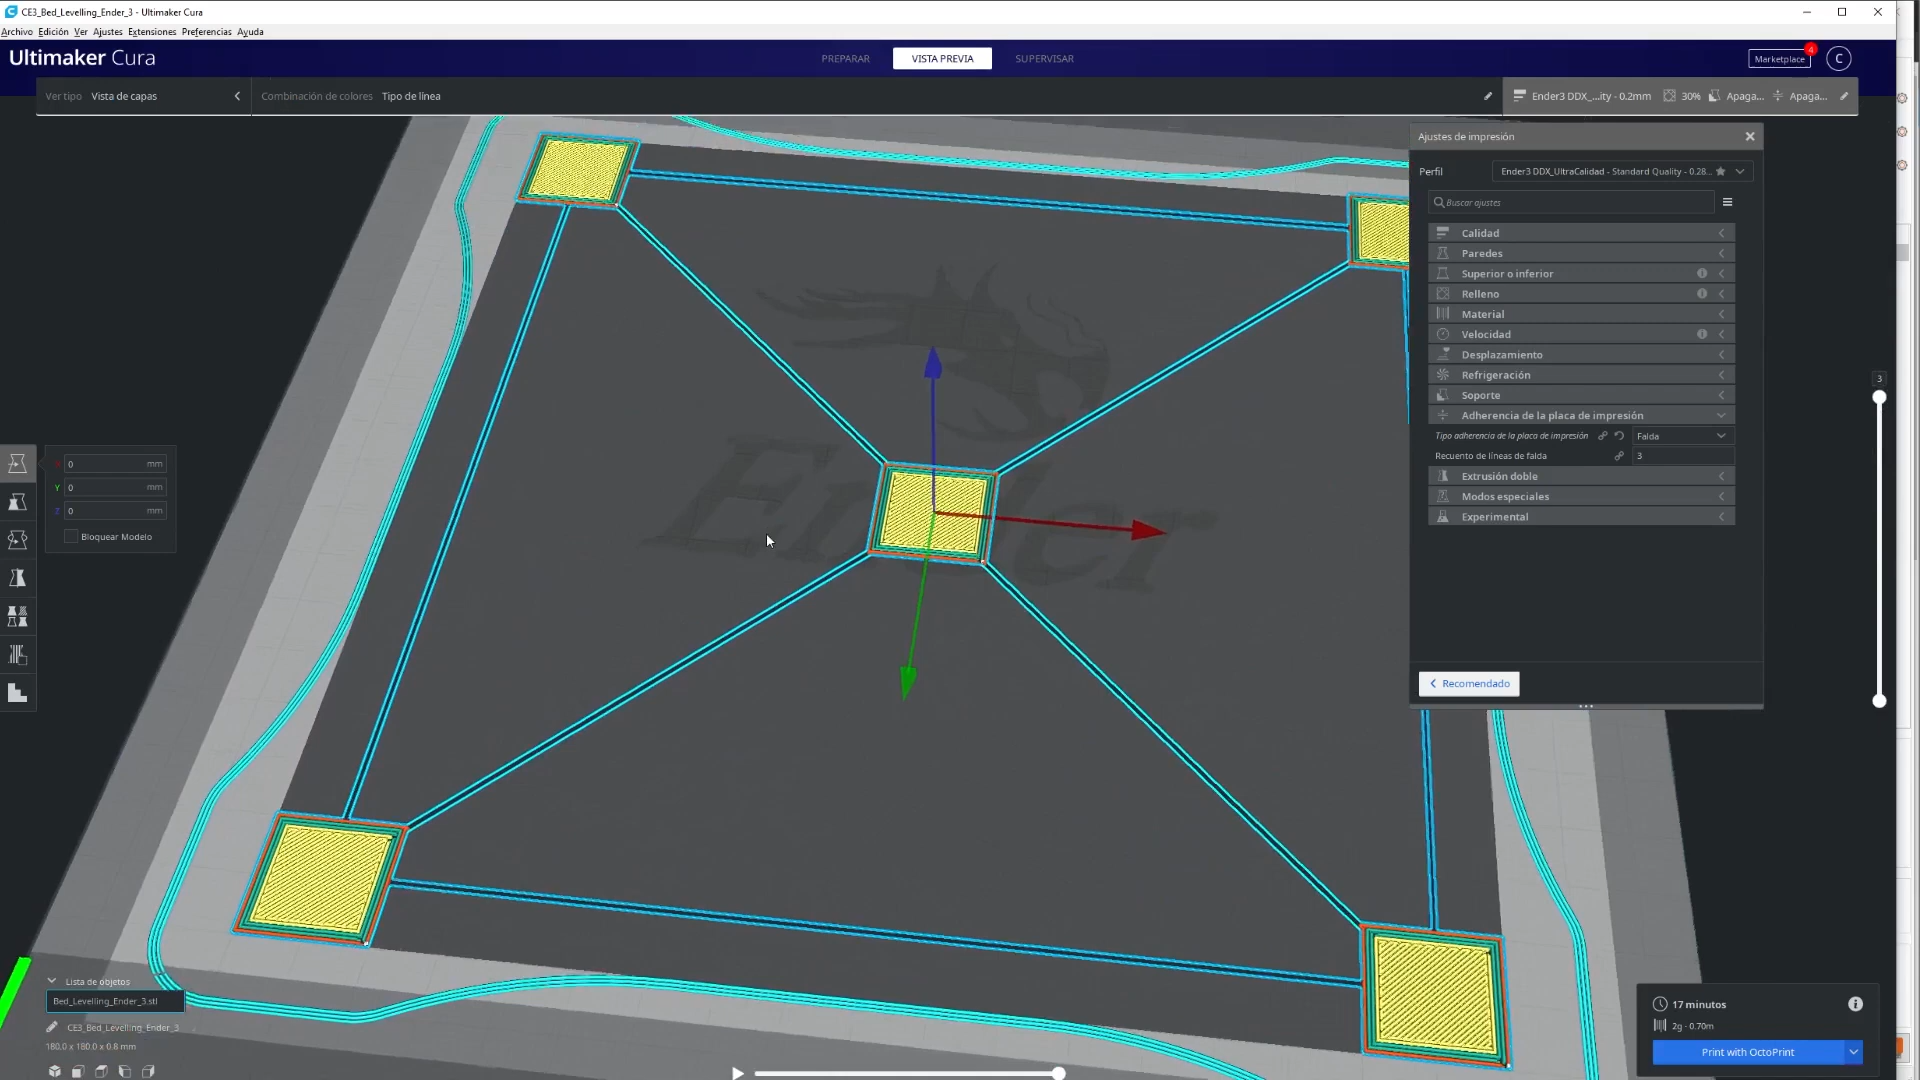 CE3_Bed_Levelling_Ender_3 - Ultimaker Cura
Archivo Edición Ver Ajustes Extensiones Preferencias Ayuda
Ultimaker Cura
PREPARAR
VISTA PREVIA
SUPERVISAR
Marketplace
4
C
Ver tipo Vista de capas
Combinación de colores Tipo de línea
Ender3 DDX_...ity - 0.2mm
30%
Apaga...
Apaga...
Ajustes de impresión
Perfil
Ender3 DDX_UltraCalidad - Standard Quality - 0.28...
Buscar ajustes
Calidad
Paredes
Superior o inferior
Relleno
Material
Velocidad
Desplazamiento
Refrigeración
Soporte
Adherencia de la placa de impresión
Tipo adherencia de la placa de impresión
Falda
Recuento de líneas de falda
3
Extrusión doble
Modos especiales
Experimental
Recomendado
3
X 0 mm
Y 0 mm
Z 0 mm
Bloquear Modelo
Ender
Lista de objetos
Bed_Levelling_Ender_3.stl
CE3_Bed_Levelling_Ender_3
180.0 x 180.0 x 0.8 mm
17 minutos
2g · 0.70m
Print with OctoPrint